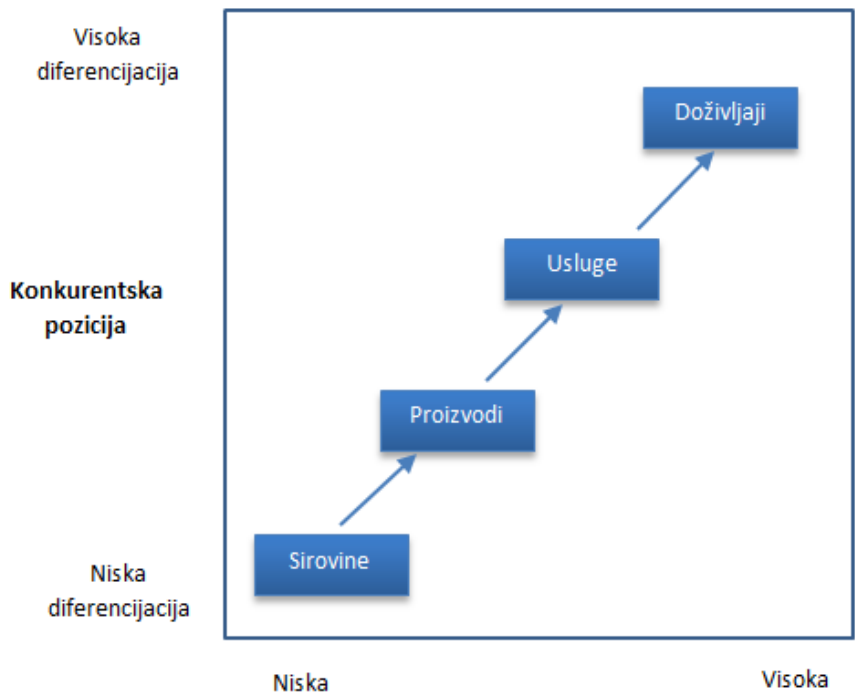 Visoka
diferencijacija
Doživljaji
Usluge
Konkurentska
pozicija
Proizvodi
Sirovine
Niska
diferencijacija
Niska
Visoka